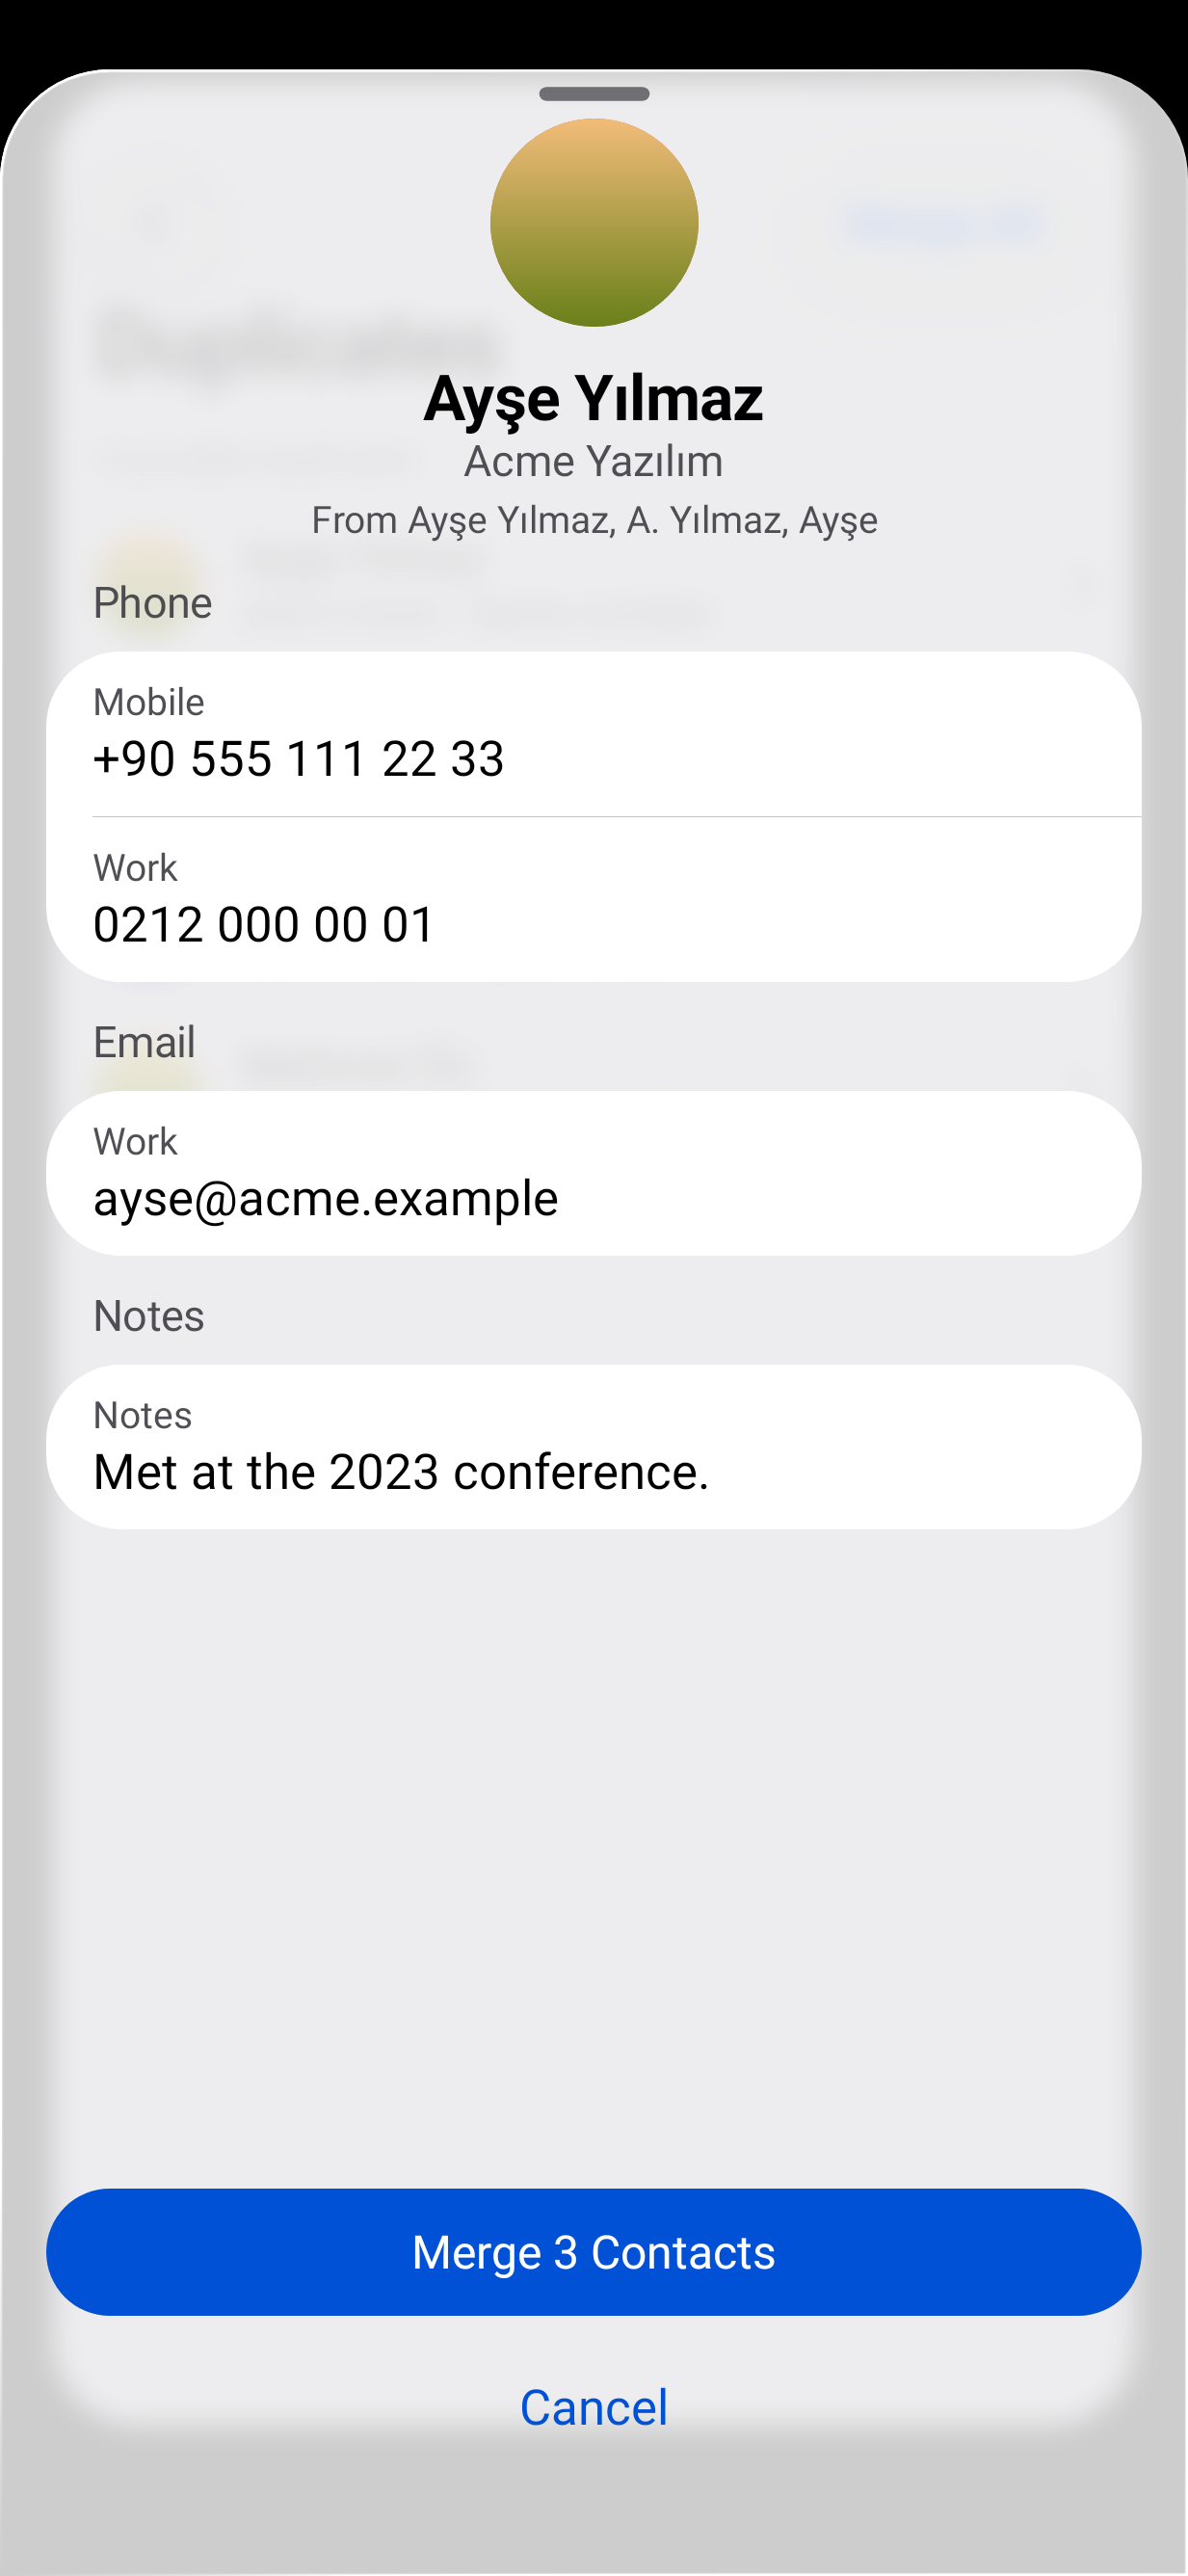 Ayşe Yılmaz
Acme Yazılım
From Ayşe Yılmaz, A. Yılmaz, Ayşe
Phone
Mobile
+90 555 111 22 33
Work
0212 000 00 01
Email
Work
ayse@acme.example
Notes
Notes
Met at the 2023 conference.
Merge 3 Contacts
Cancel